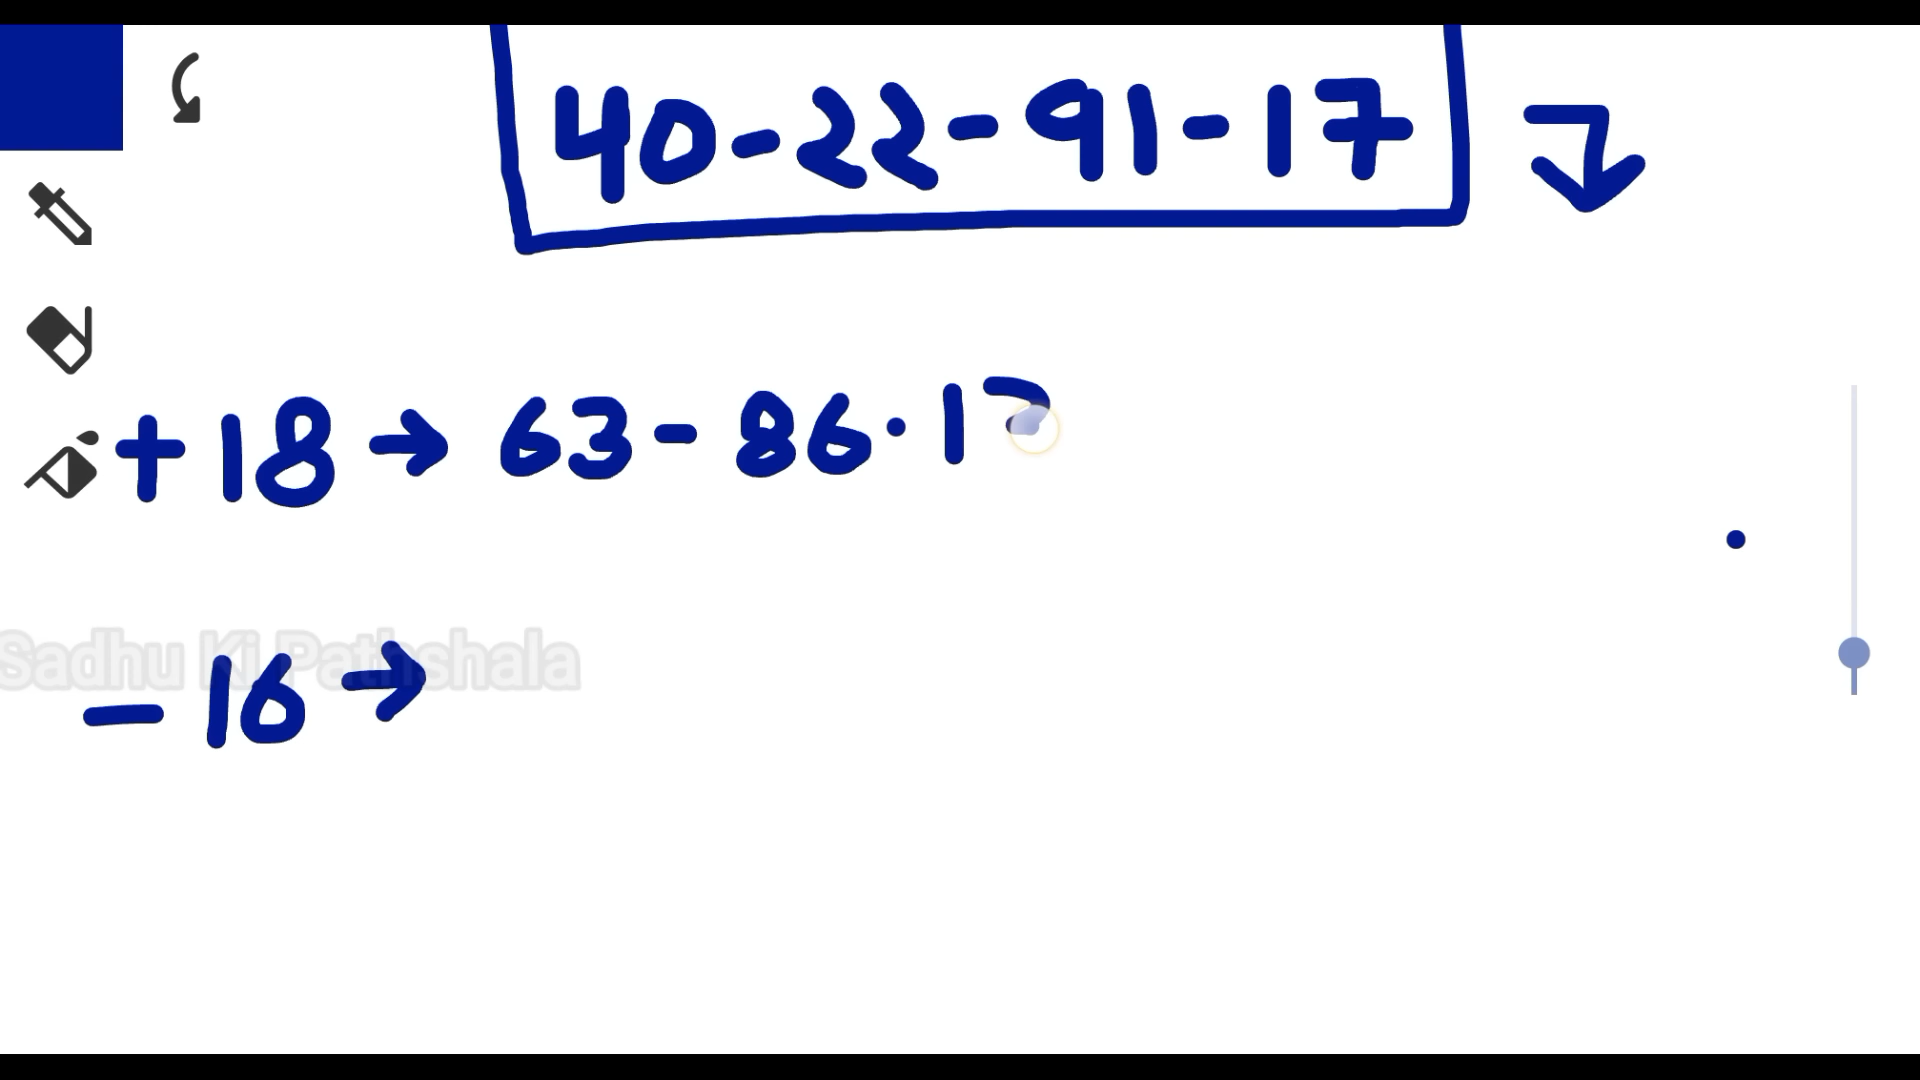 40-22-91-17
+ 18 → 63-86.1
Sadhu Ki Pathshala
- 16 →